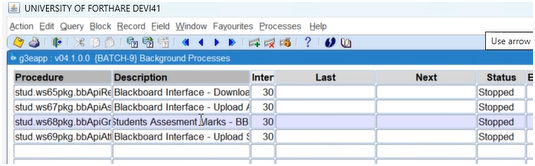 UNIVERSITY OF FORTHARE DEVI41
Action Edit Query Block Record Field Window Favourites Processes Help
Use arrow
g3eapp : v04.1.0.0 {BATCH-9} Background Processes
Procedure Description Inter Last Next Status E
stud.ws65pkg.bbApiRe Blackboard Interface - Downloa 30 Stopped
stud.ws67pkg.bbApiAs Blackboard Interface - Upload A 30 Stopped
stud.ws68pkg.bbApiGr Students Assesment Marks - BB 30 Stopped
stud.ws69pkg.bbApiAtt Blackboard Interface - Upload S 30 Stopped